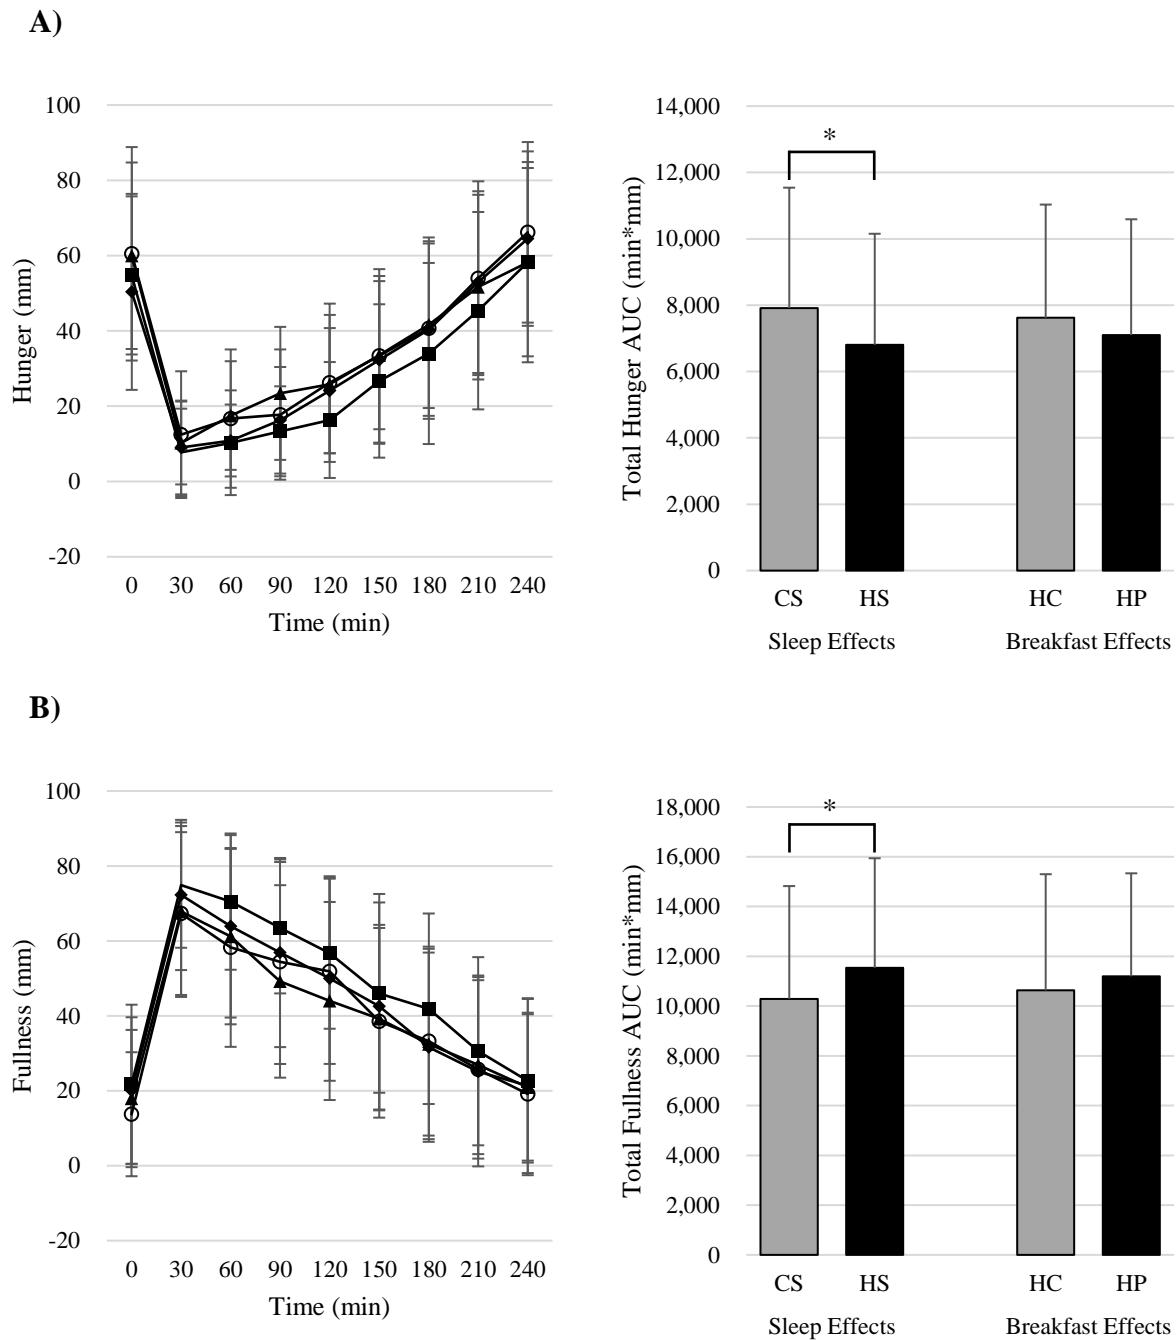 A)
100
80
60
40
20
0
-20
Hunger (mm)
0 30 60 90 120 150 180 210 240
Time (min)
14,000
12,000
10,000
8,000
6,000
4,000
2,000
0
Total Hunger AUC (min*mm)
*
CS HS HC HP
Sleep Effects Breakfast Effects
B)
100
80
60
40
20
0
-20
Fullness (mm)
0 30 60 90 120 150 180 210 240
Time (min)
18,000
16,000
14,000
12,000
10,000
8,000
6,000
4,000
2,000
0
Total Fullness AUC (min*mm)
*
CS HS HC HP
Sleep Effects Breakfast Effects